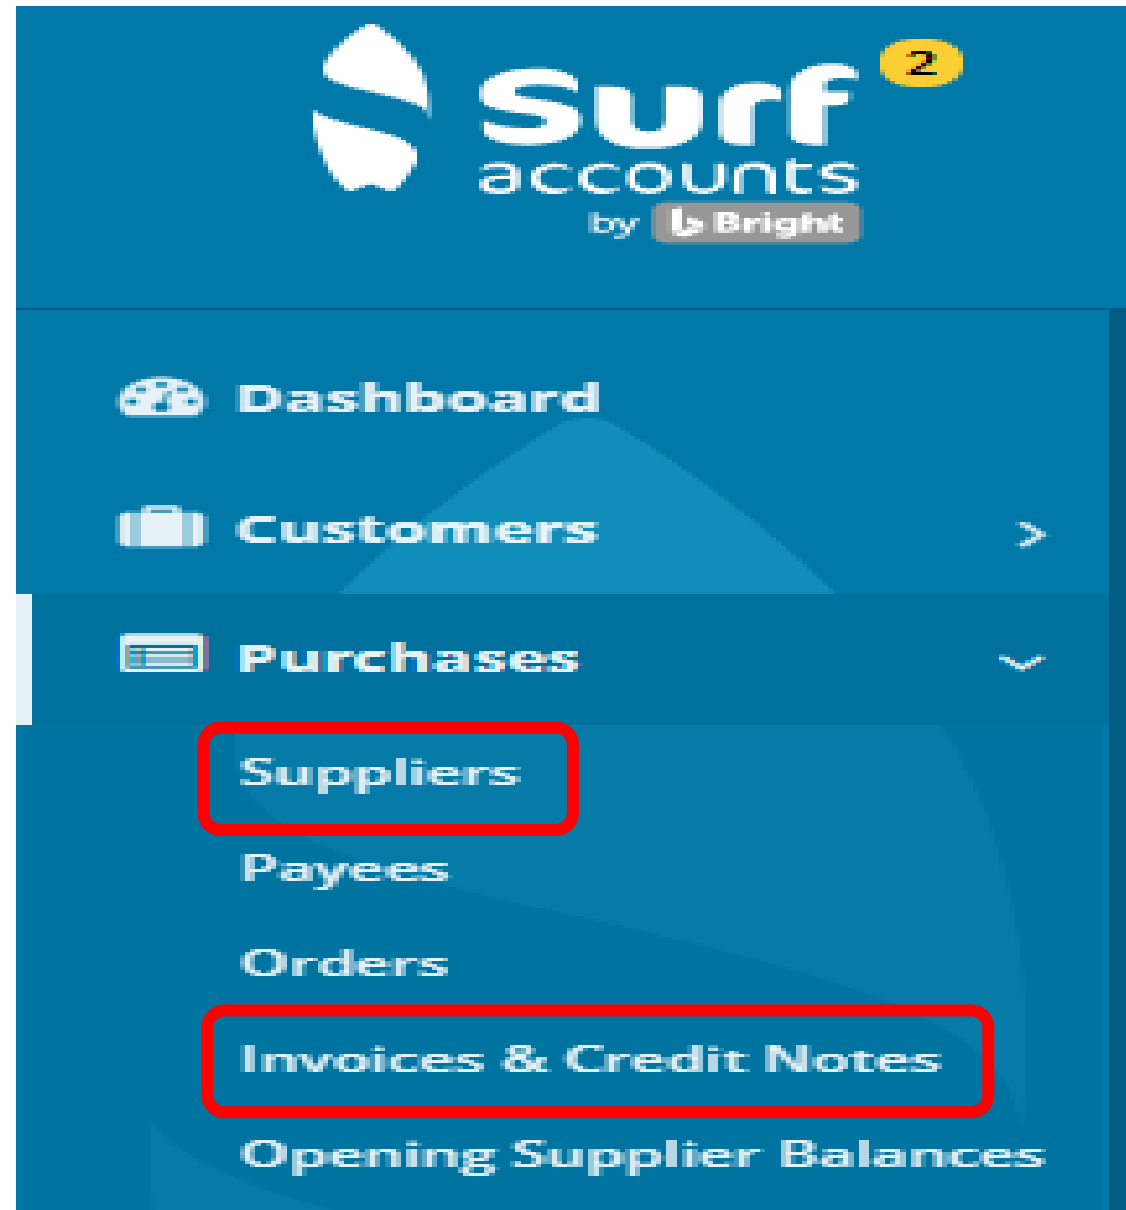 2
Surf
accounts
by Bright
Dashboard
Customers
Purchases
Suppliers
Payees
Orders
Invoices & Credit Notes
Opening Supplier Balances